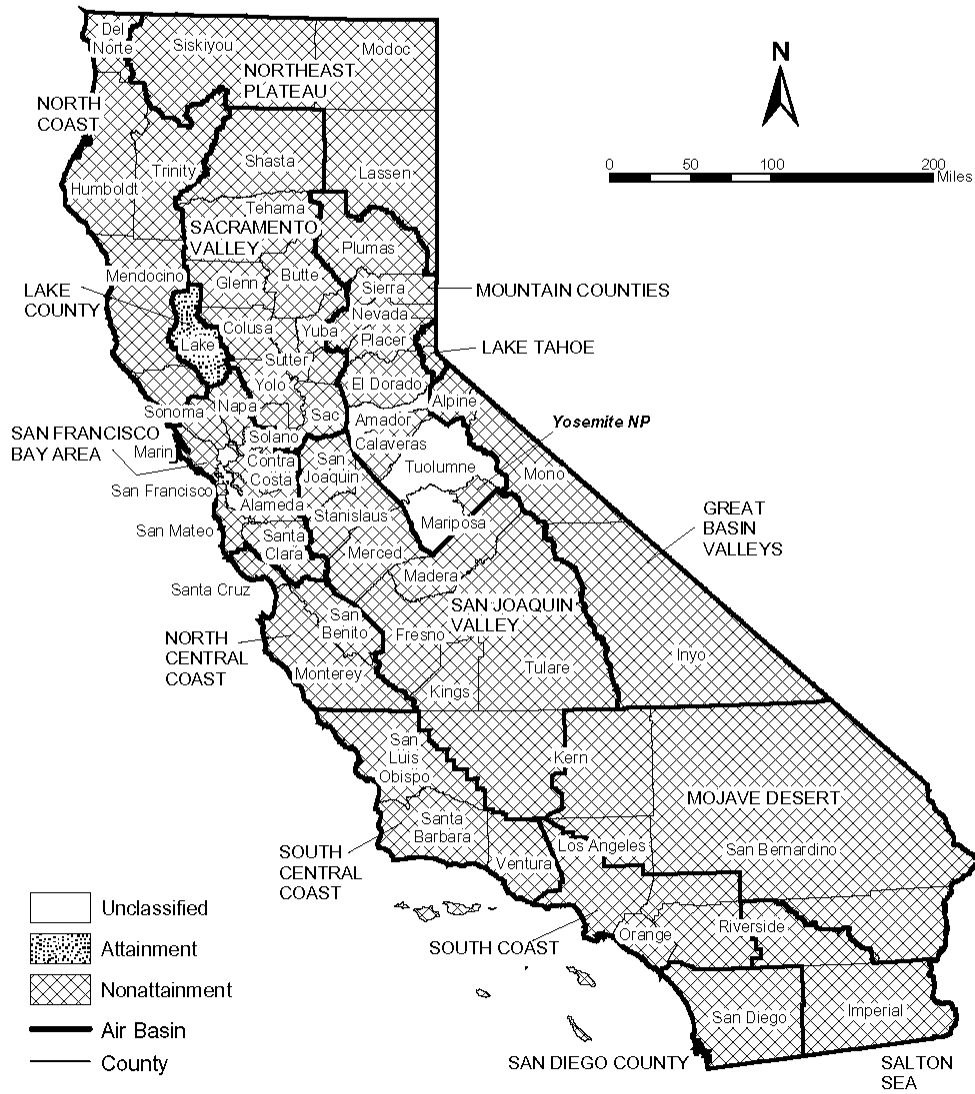 Del
Norte
Siskiyou
Modoc
N
NORTHEAST
PLATEAU
NORTH
COAST
0 50 100 200
Miles
Shasta
Trinity
Lassen
Humboldt
Tehama
SACRAMENTO
VALLEY
Plumas
Mendocino
Glenn
Butte
Sierra
MOUNTAIN COUNTIES
LAKE
COUNTY
Nevada
Colusa
Yuba
Placer
Lake
LAKE TAHOE
Sutter
Yolo
El Dorado
Napa
Alpine
Sonoma
Sac
Amador
Yosemite NP
SAN FRANCISCO
BAY AREA
Solano
Calaveras
Marin
Contra
Costa
San
Joaquin
Tuolumne
Mono
San Francisco
Alameda
GREAT
BASIN
VALLEYS
Stanislaus
Mariposa
San Mateo
Santa
Clara
Merced
Madera
Santa Cruz
SAN JOAQUIN
VALLEY
San
Benito
NORTH
CENTRAL
COAST
Fresno
Inyo
Tulare
Monterey
Kings
San
Luis
Obispo
Kern
MOJAVE DESERT
Santa
Barbara
Los Angeles
San Bernardino
SOUTH
CENTRAL
COAST
Ventura
Unclassified
Riverside
Orange
SOUTH COAST
Attainment
Nonattainment
San Diego
Imperial
Air Basin
County
SAN DIEGO COUNTY
SALTON
SEA